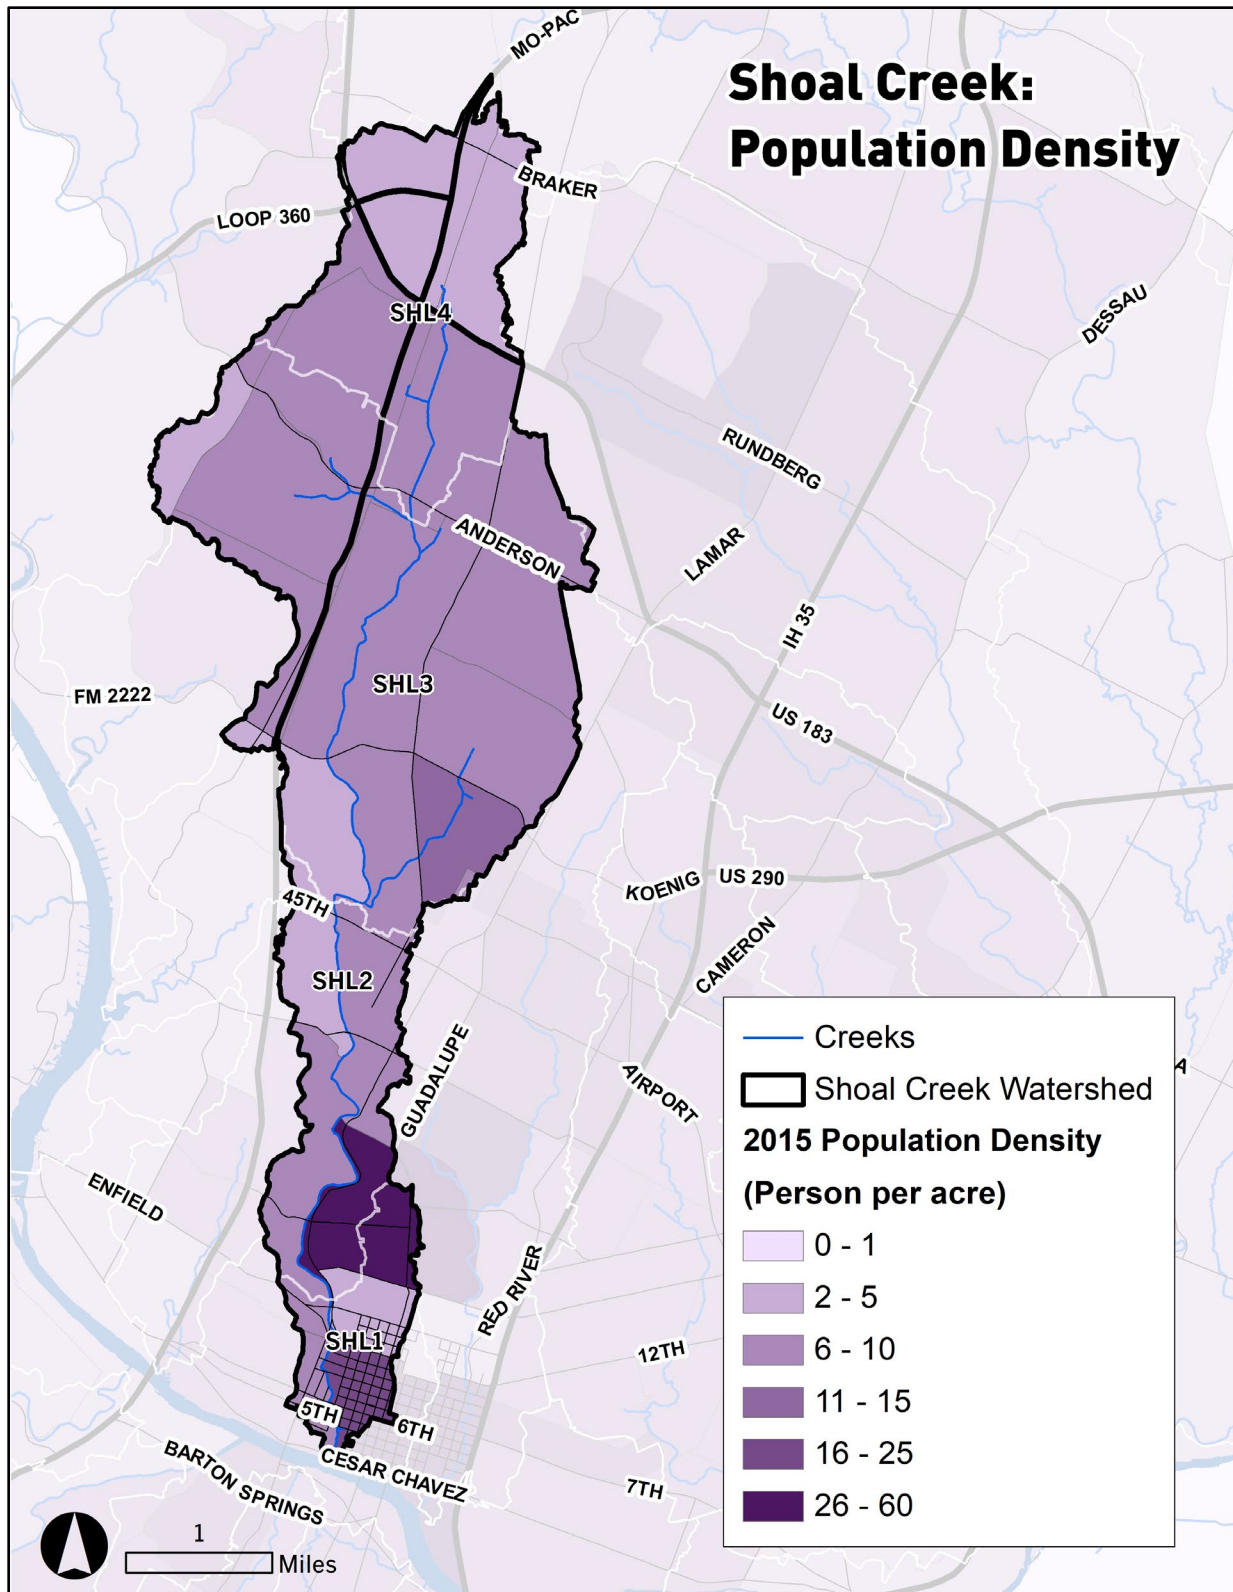 MO-PAC
Shoal Creek:
Population Density
BRAKER
LOOP 360
DESSAU
SHL4
RUNDBERG
ANDERSON
LAMAR
IH 35
SHL3
FM 2222
US 183
KOENIG
US 290
45TH
CAMERON
SHL2
GUADALUPE
AIRPORT
A
ENFIELD
RED RIVER
SHL1
12TH
5TH
6TH
CESAR CHAVEZ
BARTON SPRINGS
7TH
Creeks
Shoal Creek Watershed
2015 Population Density
(Person per acre)
0 - 1
2 - 5
6 - 10
11 - 15
16 - 25
26 - 60
1
Miles